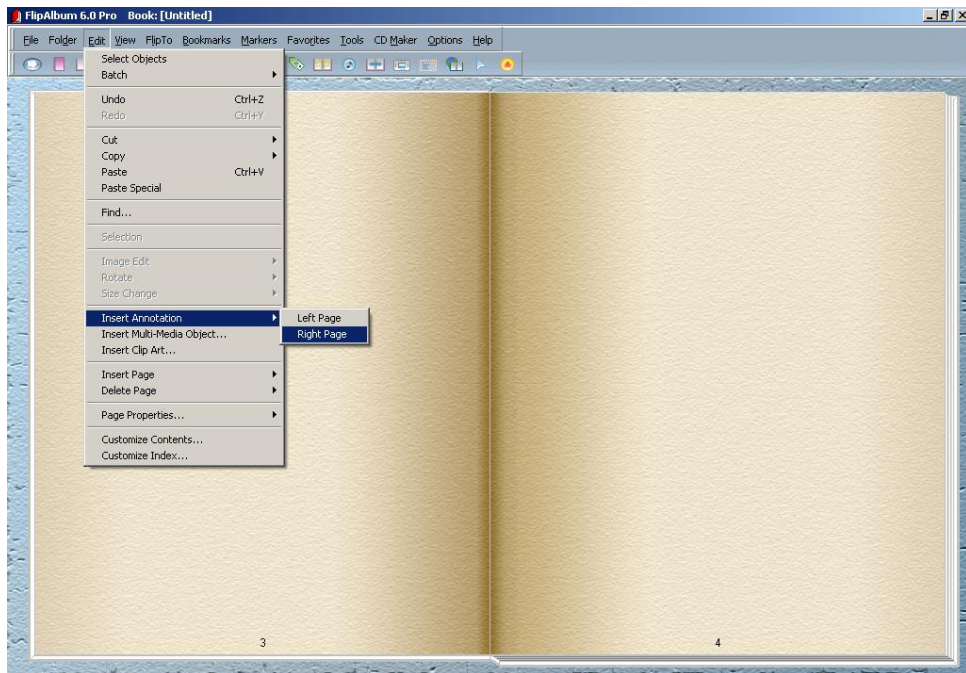 FlipAlbum 6.0 Pro Book: [Untitled]
File Folder Edit View FlipTo Bookmarks Markers Favorites Tools CD Maker Options Help
Select Objects
Batch
Undo Ctrl+Z
Redo Ctrl+Y
Cut
Copy
Paste Ctrl+V
Paste Special
Find...
Selection
Image Edit
Rotate
Size Change
Insert Annotation
Left Page
Insert Multi-Media Object...
Right Page
Insert Clip Art...
Insert Page
Delete Page
Page Properties...
Customize Contents...
Customize Index...
3 4